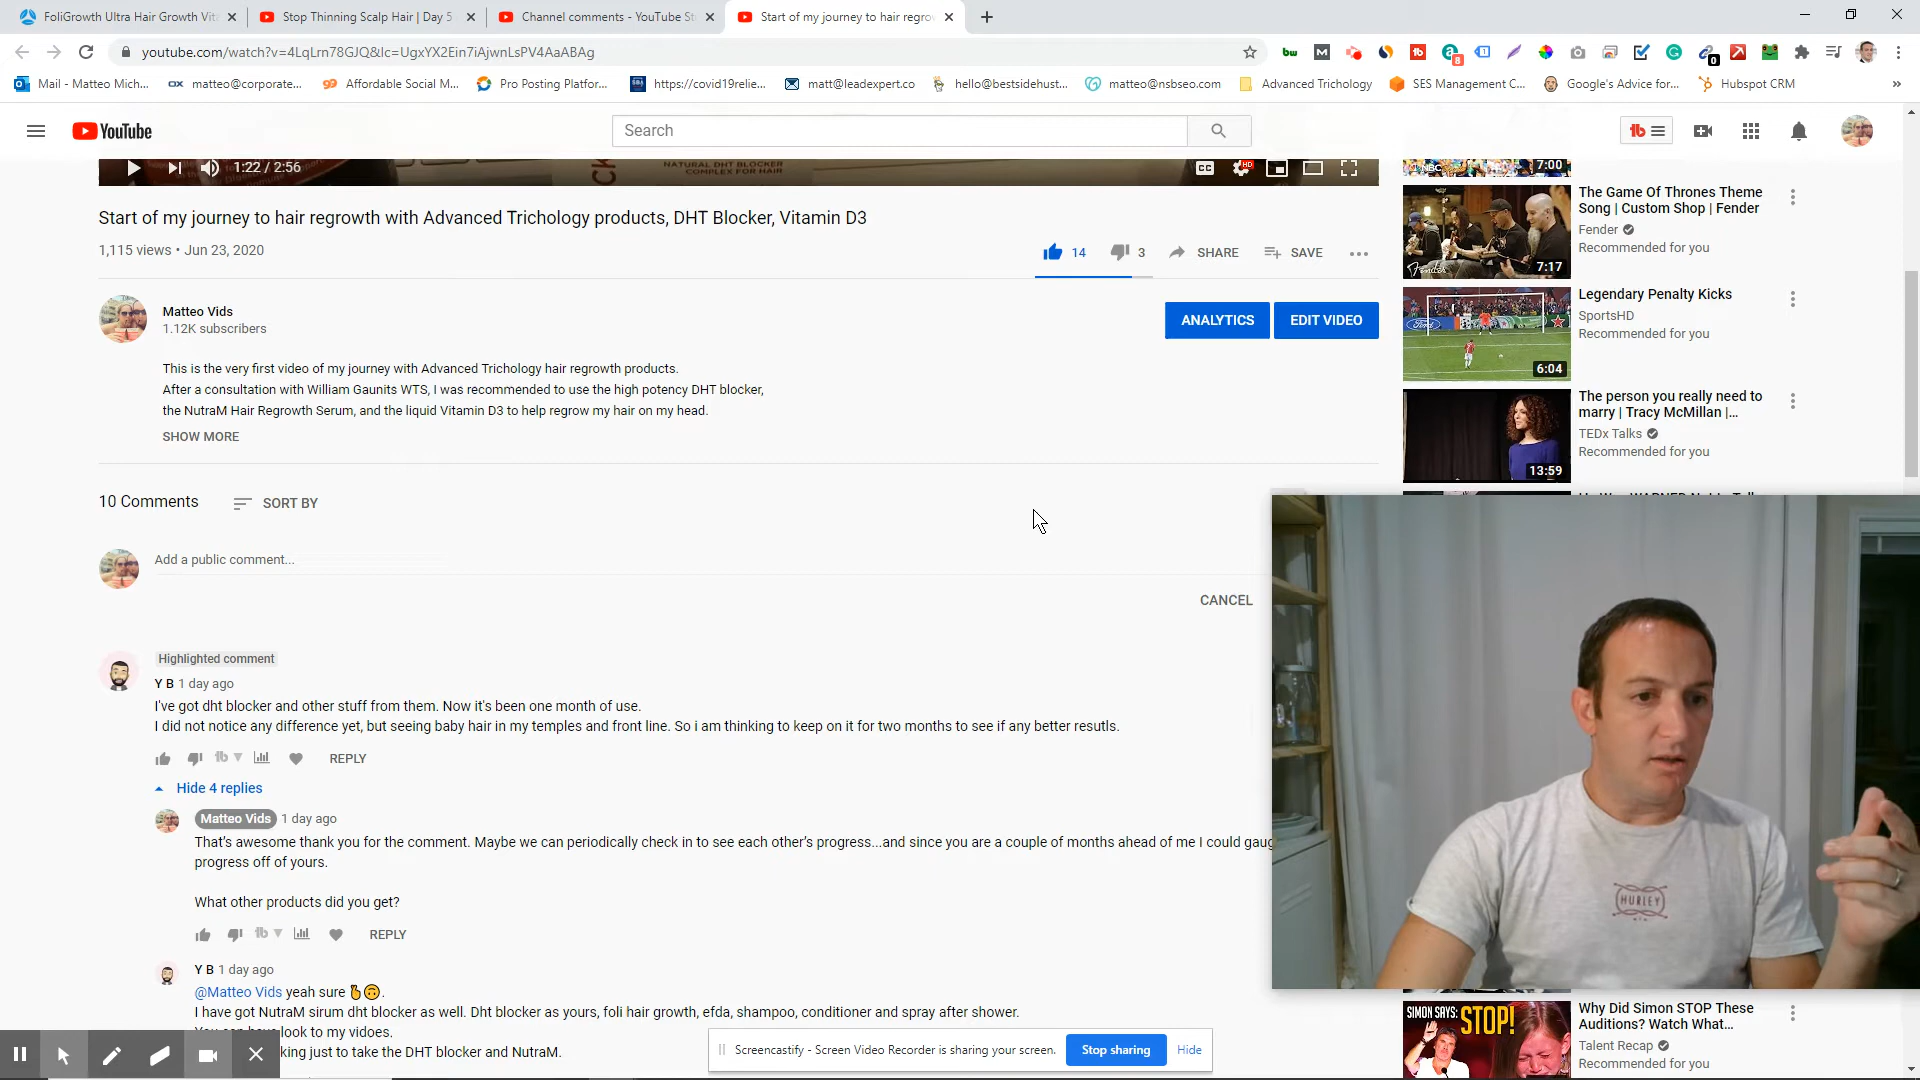 FoliGrowth Ultra Hair Growth Vit
Stop Thinning Scalp Hair | Day 5
Channel comments - YouTube St
Start of my journey to hair regro
youtube.com/watch?v=4LqLrn78GJQ&lc=UgxYX2Ein7iAjwnLsPV4AaABAg
Mail - Matteo Mich...
matteo@corporate...
Affordable Social M...
Pro Posting Platfor...
https://covid19relie...
matt@leadexpert.co
hello@bestsidehust...
matteo@nsbseo.com
Advanced Trichology
SES Management C...
Google's Advice for...
Hubspot CRM
YouTube
Search
1:22 / 2:56
NATURAL DHT BLOCKER
COMPLEX FOR HAIR
7:00
Start of my journey to hair regrowth with Advanced Trichology products, DHT Blocker, Vitamin D3
1,115 views • Jun 23, 2020
14
3
SHARE
SAVE
Matteo Vids
1.12K subscribers
ANALYTICS
EDIT VIDEO
This is the very first video of my journey with Advanced Trichology hair regrowth products.
After a consultation with William Gaunits WTS, I was recommended to use the high potency DHT blocker,
the NutraM Hair Regrowth Serum, and the liquid Vitamin D3 to help regrow my hair on my head.
SHOW MORE
10 Comments
SORT BY
Add a public comment...
CANCEL
Highlighted comment
Y B 1 day ago
I've got dht blocker and other stuff from them. Now it's been one month of use.
I did not notice any difference yet, but seeing baby hair in my temples and front line. So i am thinking to keep on it for two months to see if any better resutls.
REPLY
Hide 4 replies
Matteo Vids 1 day ago
That's awesome thank you for the comment. Maybe we can periodically check in to see each other's progress...and since you are a couple of months ahead of me I could gaug
progress off of yours.
What other products did you get?
REPLY
Y B 1 day ago
@Matteo Vids yeah sure
I have got NutraM sirum dht blocker as well. Dht blocker as yours, foli hair growth, efda, shampoo, conditioner and spray after shower.
look to my vidoes.
king just to take the DHT blocker and NutraM.
The Game Of Thrones Theme
Song | Custom Shop | Fender
Fender
Recommended for you
7:17
Legendary Penalty Kicks
SportsHD
Recommended for you
6:04
The person you really need to
marry | Tracy McMillan |...
TEDx Talks
Recommended for you
13:59
HURLEY
SIMON SAYS:
STOP!
Why Did Simon STOP These
Auditions? Watch What...
Talent Recap
Recommended for you
Screencastify - Screen Video Recorder is sharing your screen.
Stop sharing
Hide